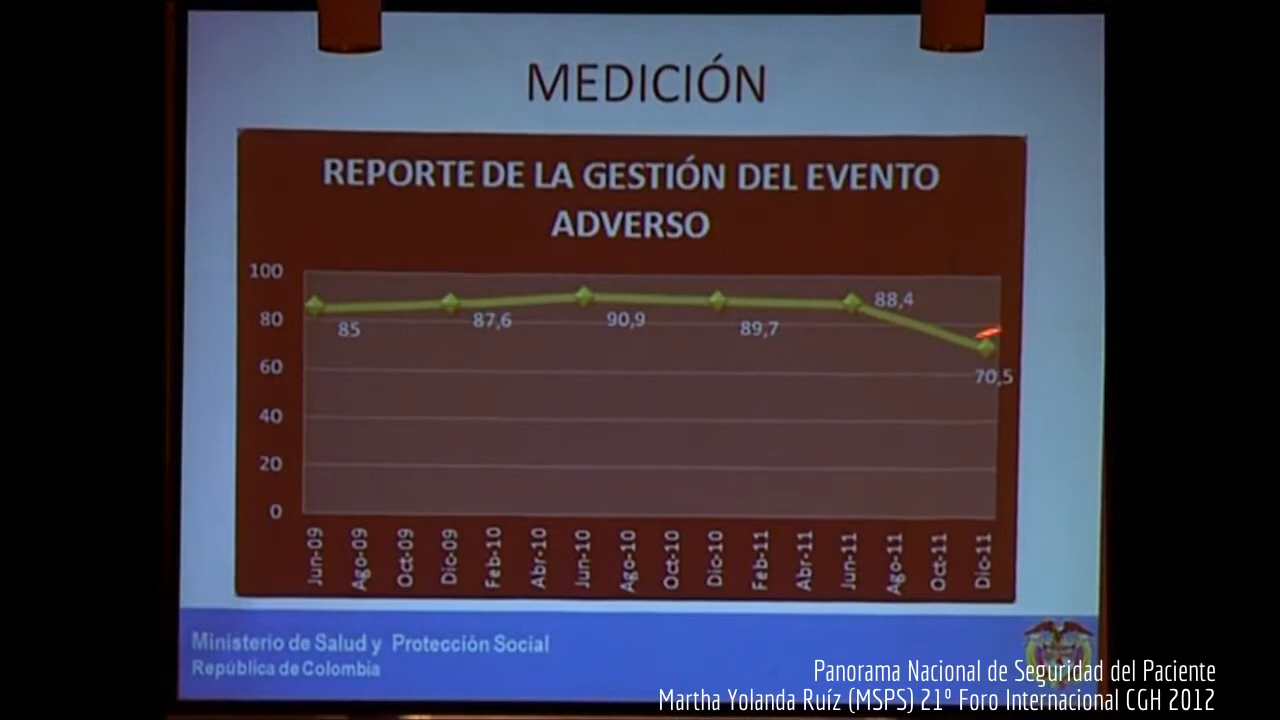 MEDICIÓN
REPORTE DE LA GESTIÓN DEL EVENTO
ADVERSO
100
80
60
40
20
0
85
87,6
90,9
89,7
88,4
70,5
Jun-09
Ago-09
Oct-09
Dic-09
Feb-10
Abr-10
Jun-10
Ago-10
Oct-10
Dic-10
Feb-11
Abr-11
Jun-11
Ago-11
Oct-11
Dic-11
Ministerio de Salud y Protección Social
República de Colombia
Panorama Nacional de Seguridad del Paciente
Martha Yolanda Ruíz (MSPS) 21º Foro Internacional CGH 2012